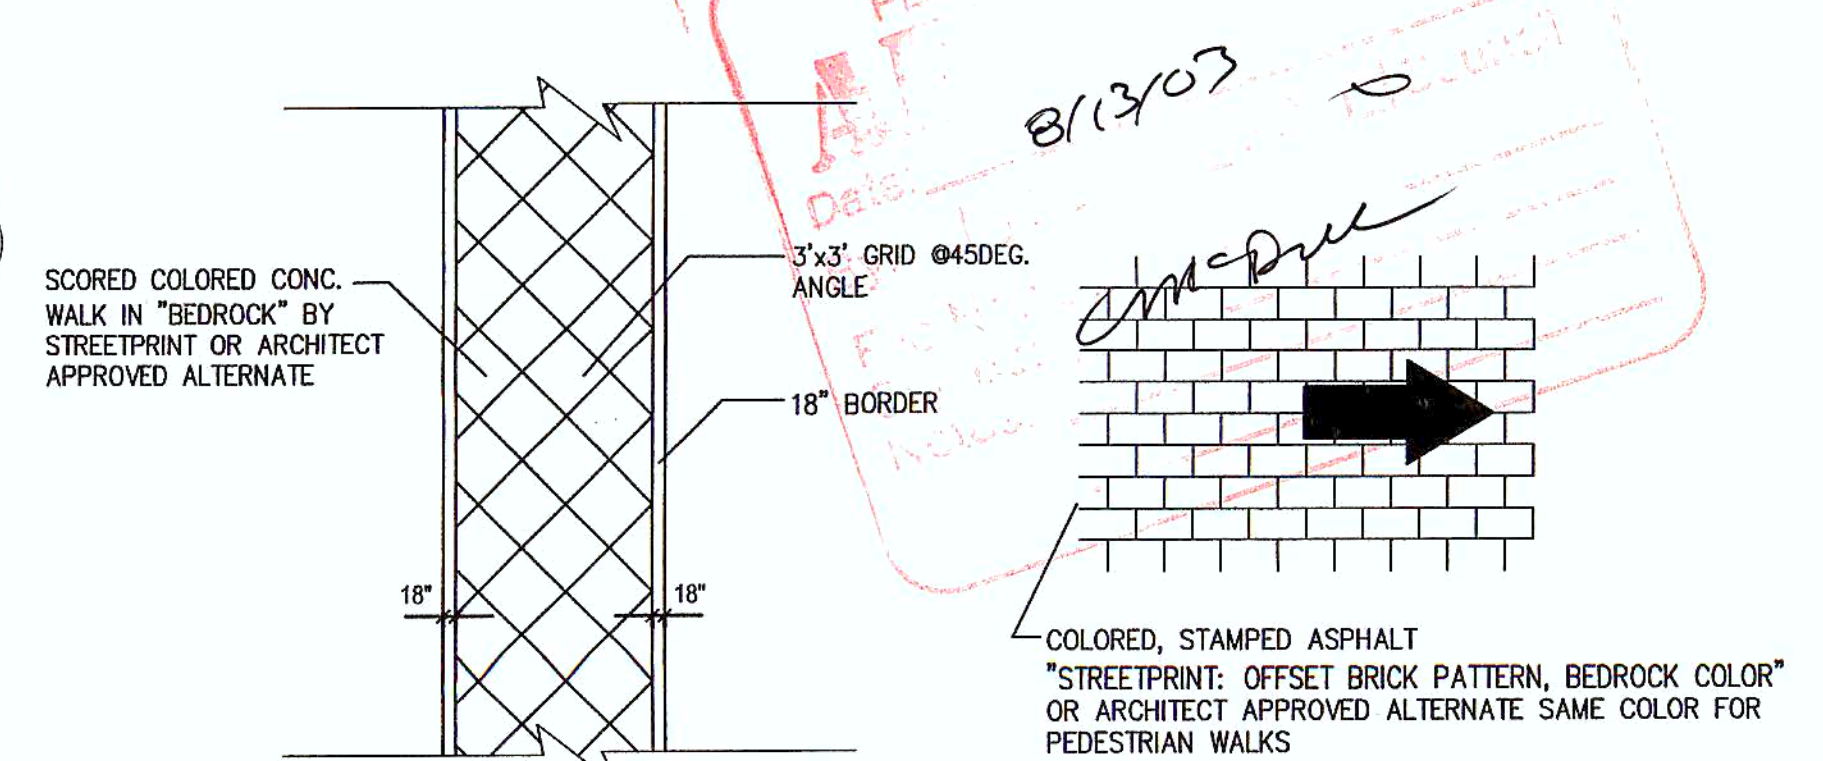 8/13/03
Date:
SCORED COLORED CONC.
WALK IN "BEDROCK" BY
STREETPRINT OR ARCHITECT
APPROVED ALTERNATE
3'x3' GRID @45DEG.
ANGLE
18" BORDER
18"
18"
COLORED, STAMPED ASPHALT
"STREETPRINT: OFFSET BRICK PATTERN, BEDROCK COLOR"
OR ARCHITECT APPROVED ALTERNATE SAME COLOR FOR
PEDESTRIAN WALKS